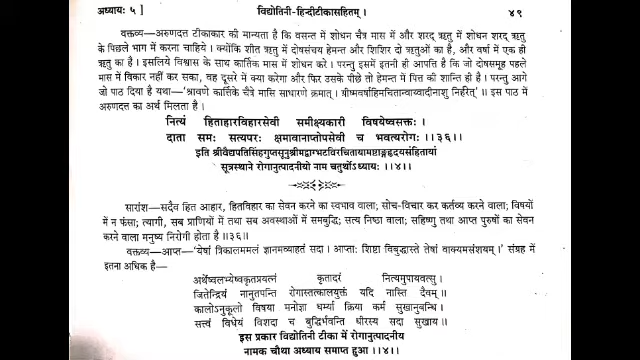 अध्यायः ५ ]
विद्योतिनी-हिन्दीटीकासहितम् ।
४९
वक्तव्य—अरुणदत्त टीकाकार की मान्यता है कि वसन्त में शोधन चैत्र मास में और शरद् ऋतु में शोधन शरद् ऋतु
के पिछले भाग में करना चाहिये । क्योंकि शीत ऋतु में दोषसंचय हेमन्त और शिशिर दो ऋतुओं का है, और वर्षा में एक ही
ऋतु का है । इसलिये विश्वास के साथ कार्तिक मास में शोधन करे । परन्तु इसमें इतनी ही आपत्ति है कि जो दोषसमूह पहले
मास में विकार नहीं कर सका, वह दूसरे में क्या करेगा और फिर उसके पीछे तो हेमन्त में पित्त की शान्ति ही है । परन्तु आगे
जो पाठ दिया है यथा—'श्रावणे कार्तिके चैत्रे मासि साधारणे क्रमात् । ग्रीष्मवर्षाहिमचितान्वाय्वादीनाशु निर्हरेत्' ॥ इस पाठ में
अरुणदत्त का अर्थ मिलता है ।
नित्यं हिताहारविहारसेवी समीक्ष्यकारी विषयेष्वसक्तः ।
दाता समः सत्यपरः क्षमावानाप्तोपसेवी च भवत्यरोगः ।।३६।।
इति श्रीवैद्यपतिसिंहगुप्तसूनुश्रीमद्वाग्भटविरचितायामष्टाङ्गहृदयसंहितायां
सूत्रस्थाने रोगानुत्पादनीयो नाम चतुर्थोऽध्यायः ।।४।।
सारांश—सदैव हित आहार, हितविहार का सेवन करने का स्वभाव वाला; सोच-विचार कर कर्तव्य करने वाला; विषयों
में न फंसा; त्यागी, सब प्राणियों में तथा सब अवस्थाओं में समबुद्धि; सत्य निष्ठा वाला; सहिष्णु तथा आप्त पुरुषों का सेवन
करने वाला मनुष्य निरोगी होता है ॥३६॥
वक्तव्य—आप्त—'येषां त्रिकालममलं ज्ञानमव्याहतं सदा । आप्ताः शिष्टा विबुद्धास्ते तेषां वाक्यमसंशयम् ।' संग्रह में
इतना अधिक है—
अर्थेष्वलभ्येष्वकृतप्रयत्नं कृतादरं नित्यमुपायवत्सु ।
जितेन्द्रियं नानुतपन्ति रोगास्तत्कालयुक्तं यदि नास्ति दैवम् ॥
कालोऽनुकूलो विषया मनोज्ञा धर्म्याः क्रिया कर्म सुखानुबन्धि ।
सत्त्वं विधेयं विशदा च बुद्धिर्भवन्ति धीरस्य सदा सुखाय ॥
इस प्रकार विद्योतिनी टीका में रोगानुत्पादनीय
नामक चौथा अध्याय समाप्त हुआ ।।४।।